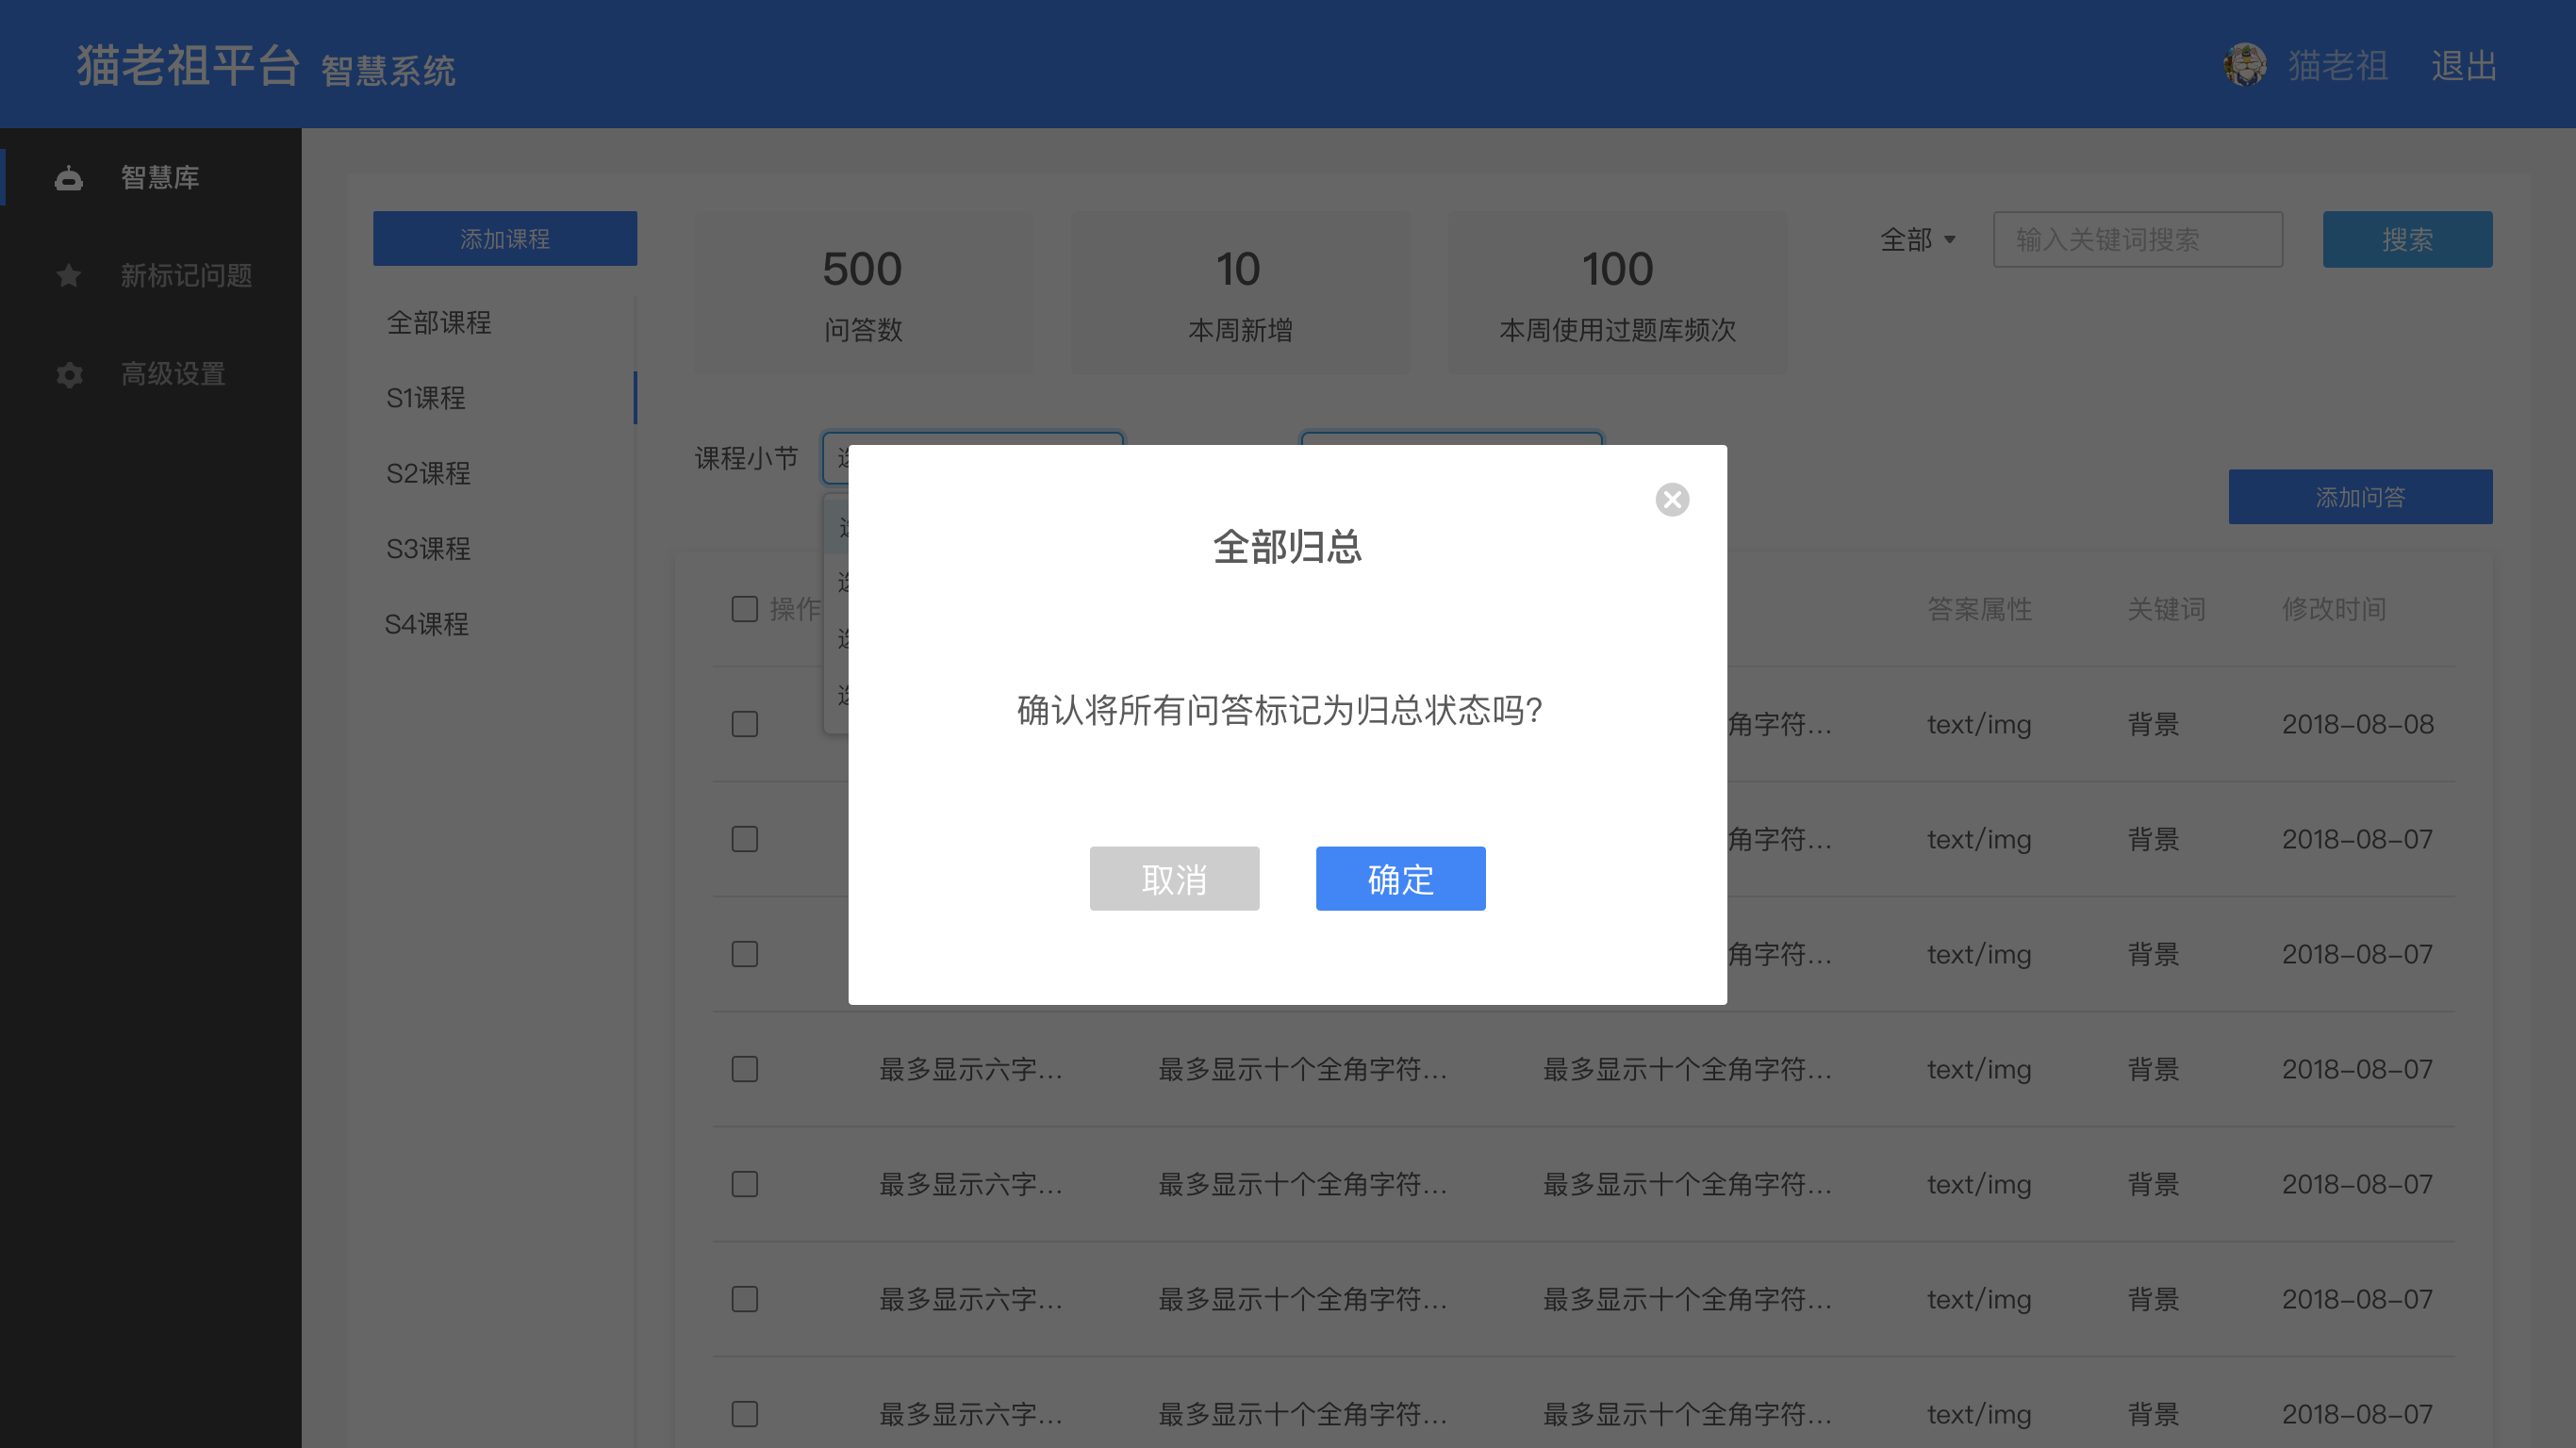 猫老祖平台 智慧系统
猫老祖 退出
智慧库
新标记问题
高级设置
添加课程
全部课程
S1课程
S2课程
S3课程
S4课程
500
问答数
10
本周新增
100
本周使用过题库频次
全部
输入关键词搜索
搜索
课程小节
添加问答
操作 答案属性 关键词 修改时间
全部归总
确认将所有问答标记为归总状态吗?
取消 确定
角字符... text/img 背景 2018-08-08
角字符... text/img 背景 2018-08-07
角字符... text/img 背景 2018-08-07
最多显示六字... 最多显示十个全角字符... 最多显示十个全角字符... text/img 背景 2018-08-07
最多显示六字... 最多显示十个全角字符... 最多显示十个全角字符... text/img 背景 2018-08-07
最多显示六字... 最多显示十个全角字符... 最多显示十个全角字符... text/img 背景 2018-08-07
最多显示六字... 最多显示十个全角字符... 最多显示十个全角字符... text/img 背景 2018-08-07